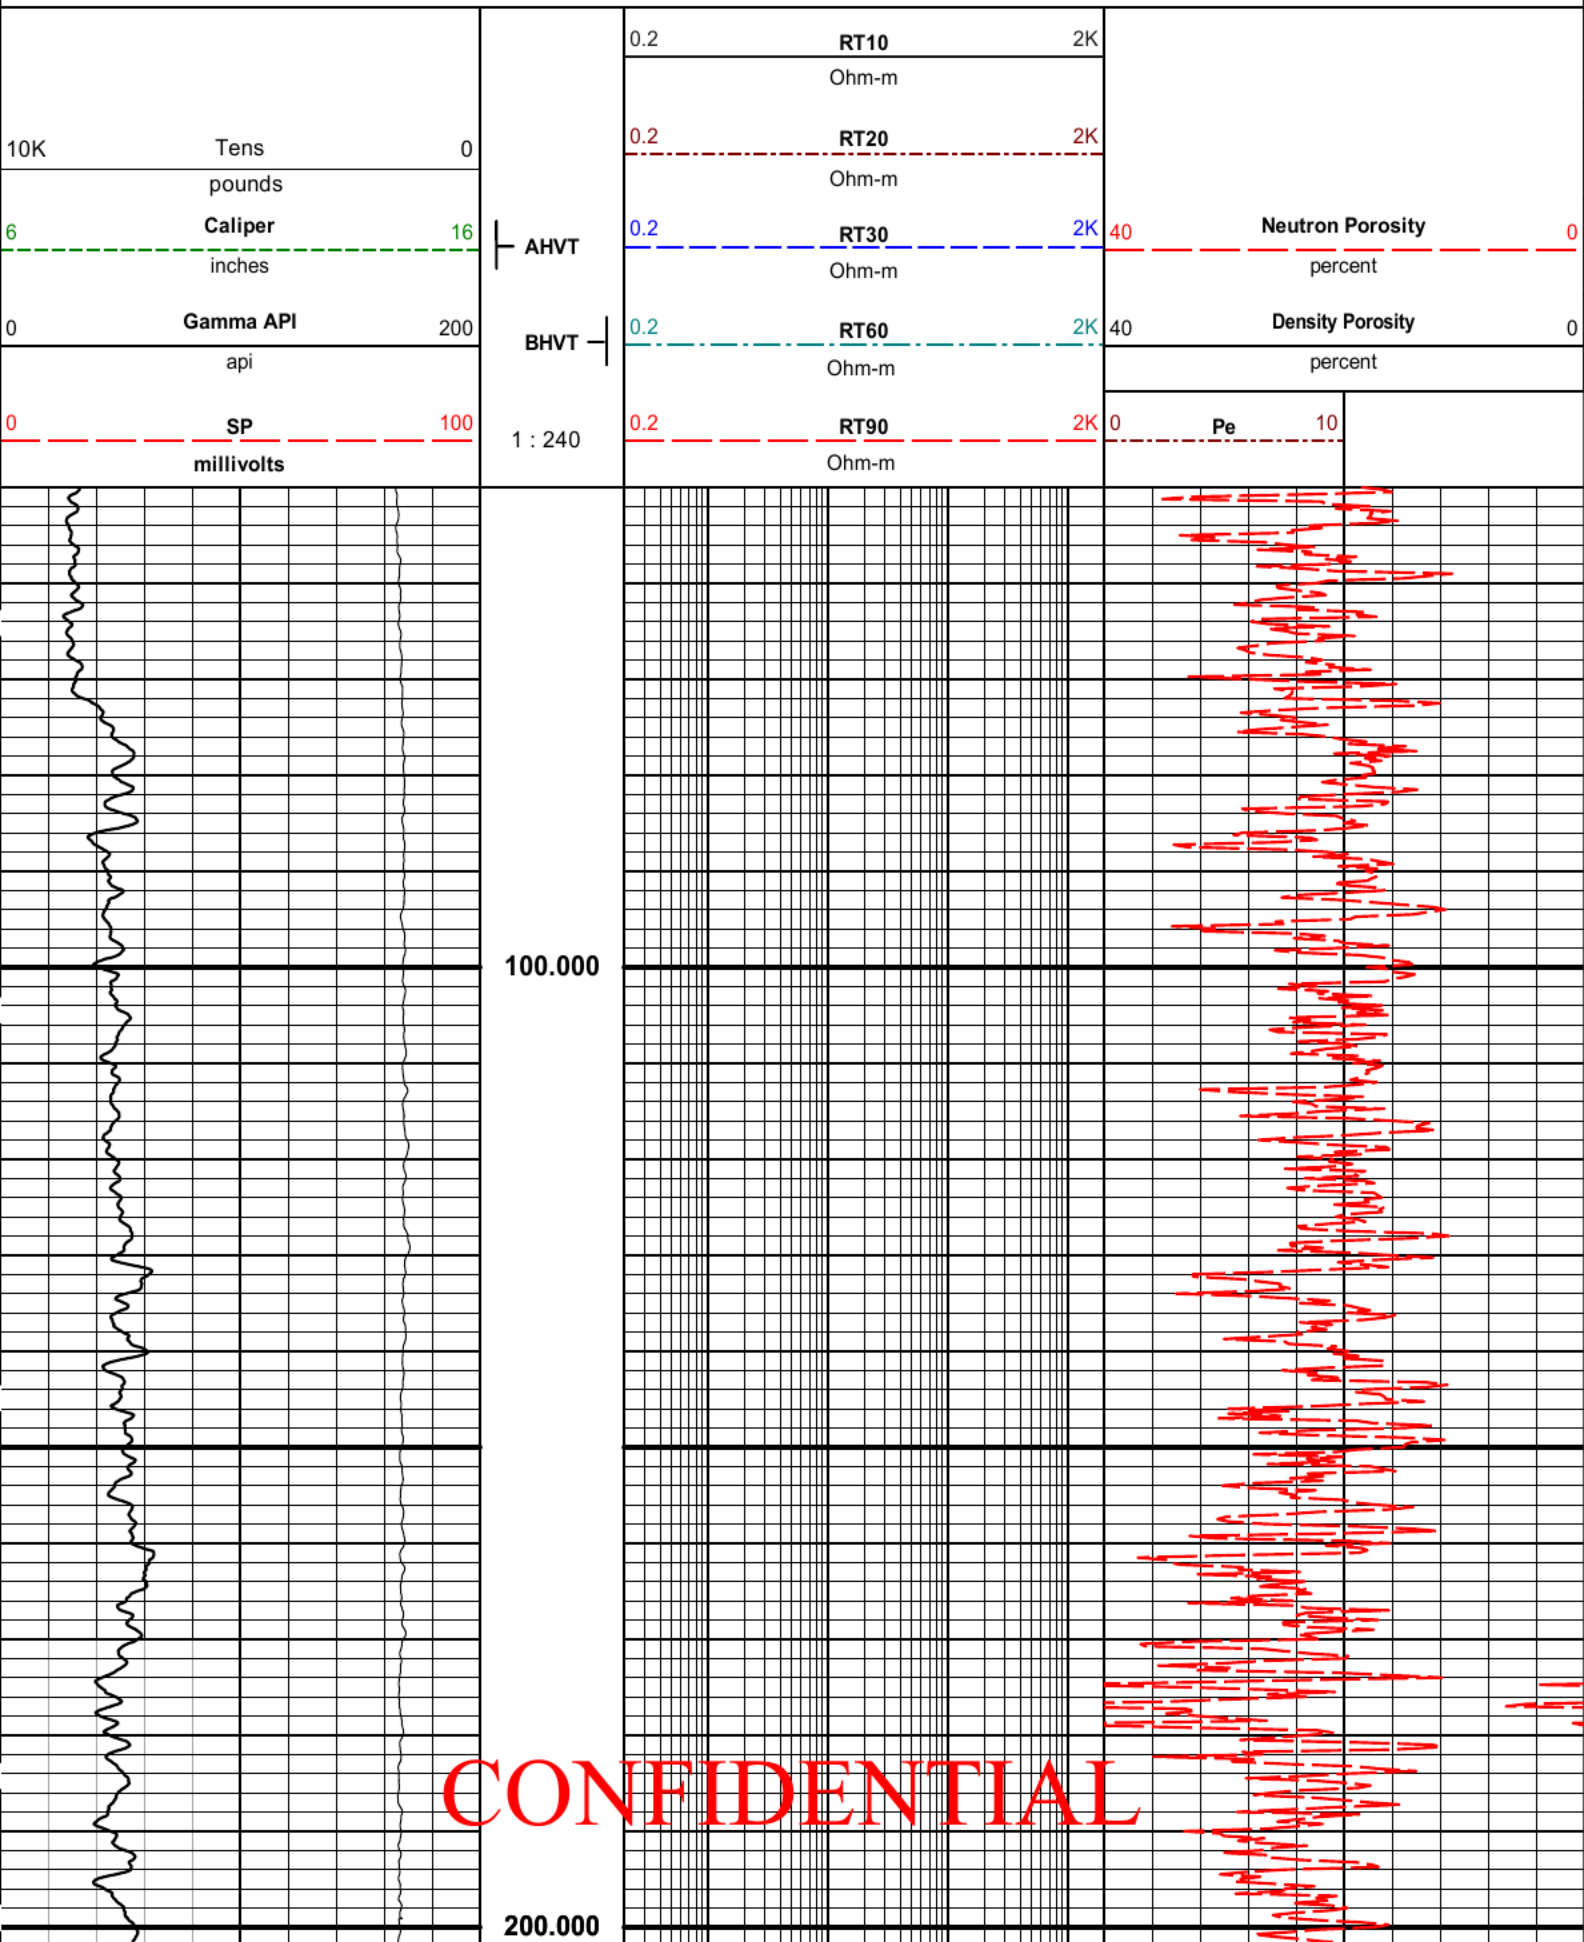 10K Tens 0
pounds
6 Caliper 16
inches
0 Gamma API 200
api
0 SP 100
millivolts
AHVT
BHVT
1 : 240
0.2 RT10 2K
Ohm-m
0.2 RT20 2K
Ohm-m
0.2 RT30 2K
Ohm-m
0.2 RT60 2K
Ohm-m
0.2 RT90 2K
Ohm-m
40 Neutron Porosity 0
percent
40 Density Porosity 0
percent
0 Pe 10
100.000
CONFIDENTIAL
200.000